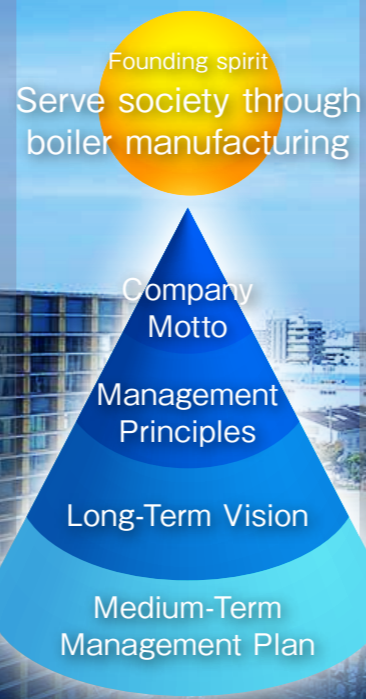 Founding spirit
Serve society through
boiler manufacturing
Company
Motto
Management
Principles
Long-Term Vision
Medium-Term
Management Plan